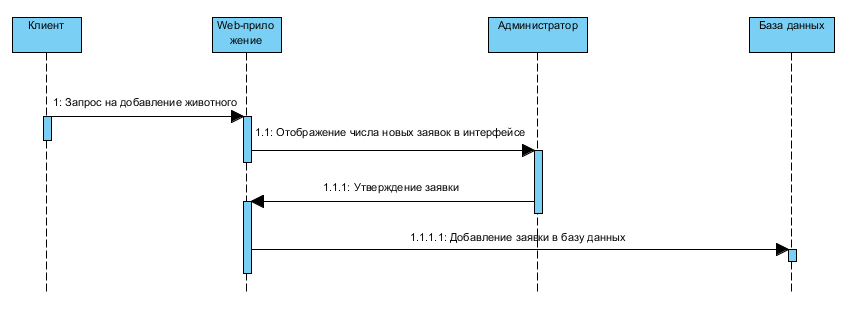 Клиент
Web-прило
жение
Администратор
База данных
1: Запрос на добавление животного
1.1: Отображение числа новых заявок в интерфейсе
1.1.1: Утверждение заявки
1.1.1.1: Добавление заявки в базу данных